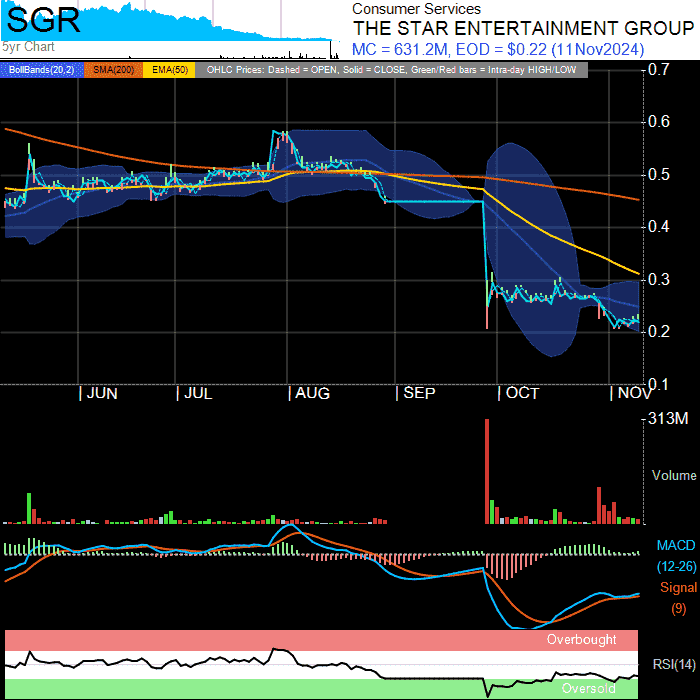 SGR
5yr Chart
Consumer Services
THE STAR ENTERTAINMENT GROUP
MC = 631.2M, EOD = $0.22 (11Nov2024)
BollBands(20,2) SMA(200) EMA(50) OHLC Prices: Dashed = OPEN, Solid = CLOSE, Green/Red bars = Intra-day HIGH/LOW
0.7
0.6
0.5
0.4
0.3
0.2
0.1
JUN JUL AUG SEP OCT NOV
313M
Volume
MACD
(12-26)
Signal
(9)
Overbought
RSI(14)
Oversold